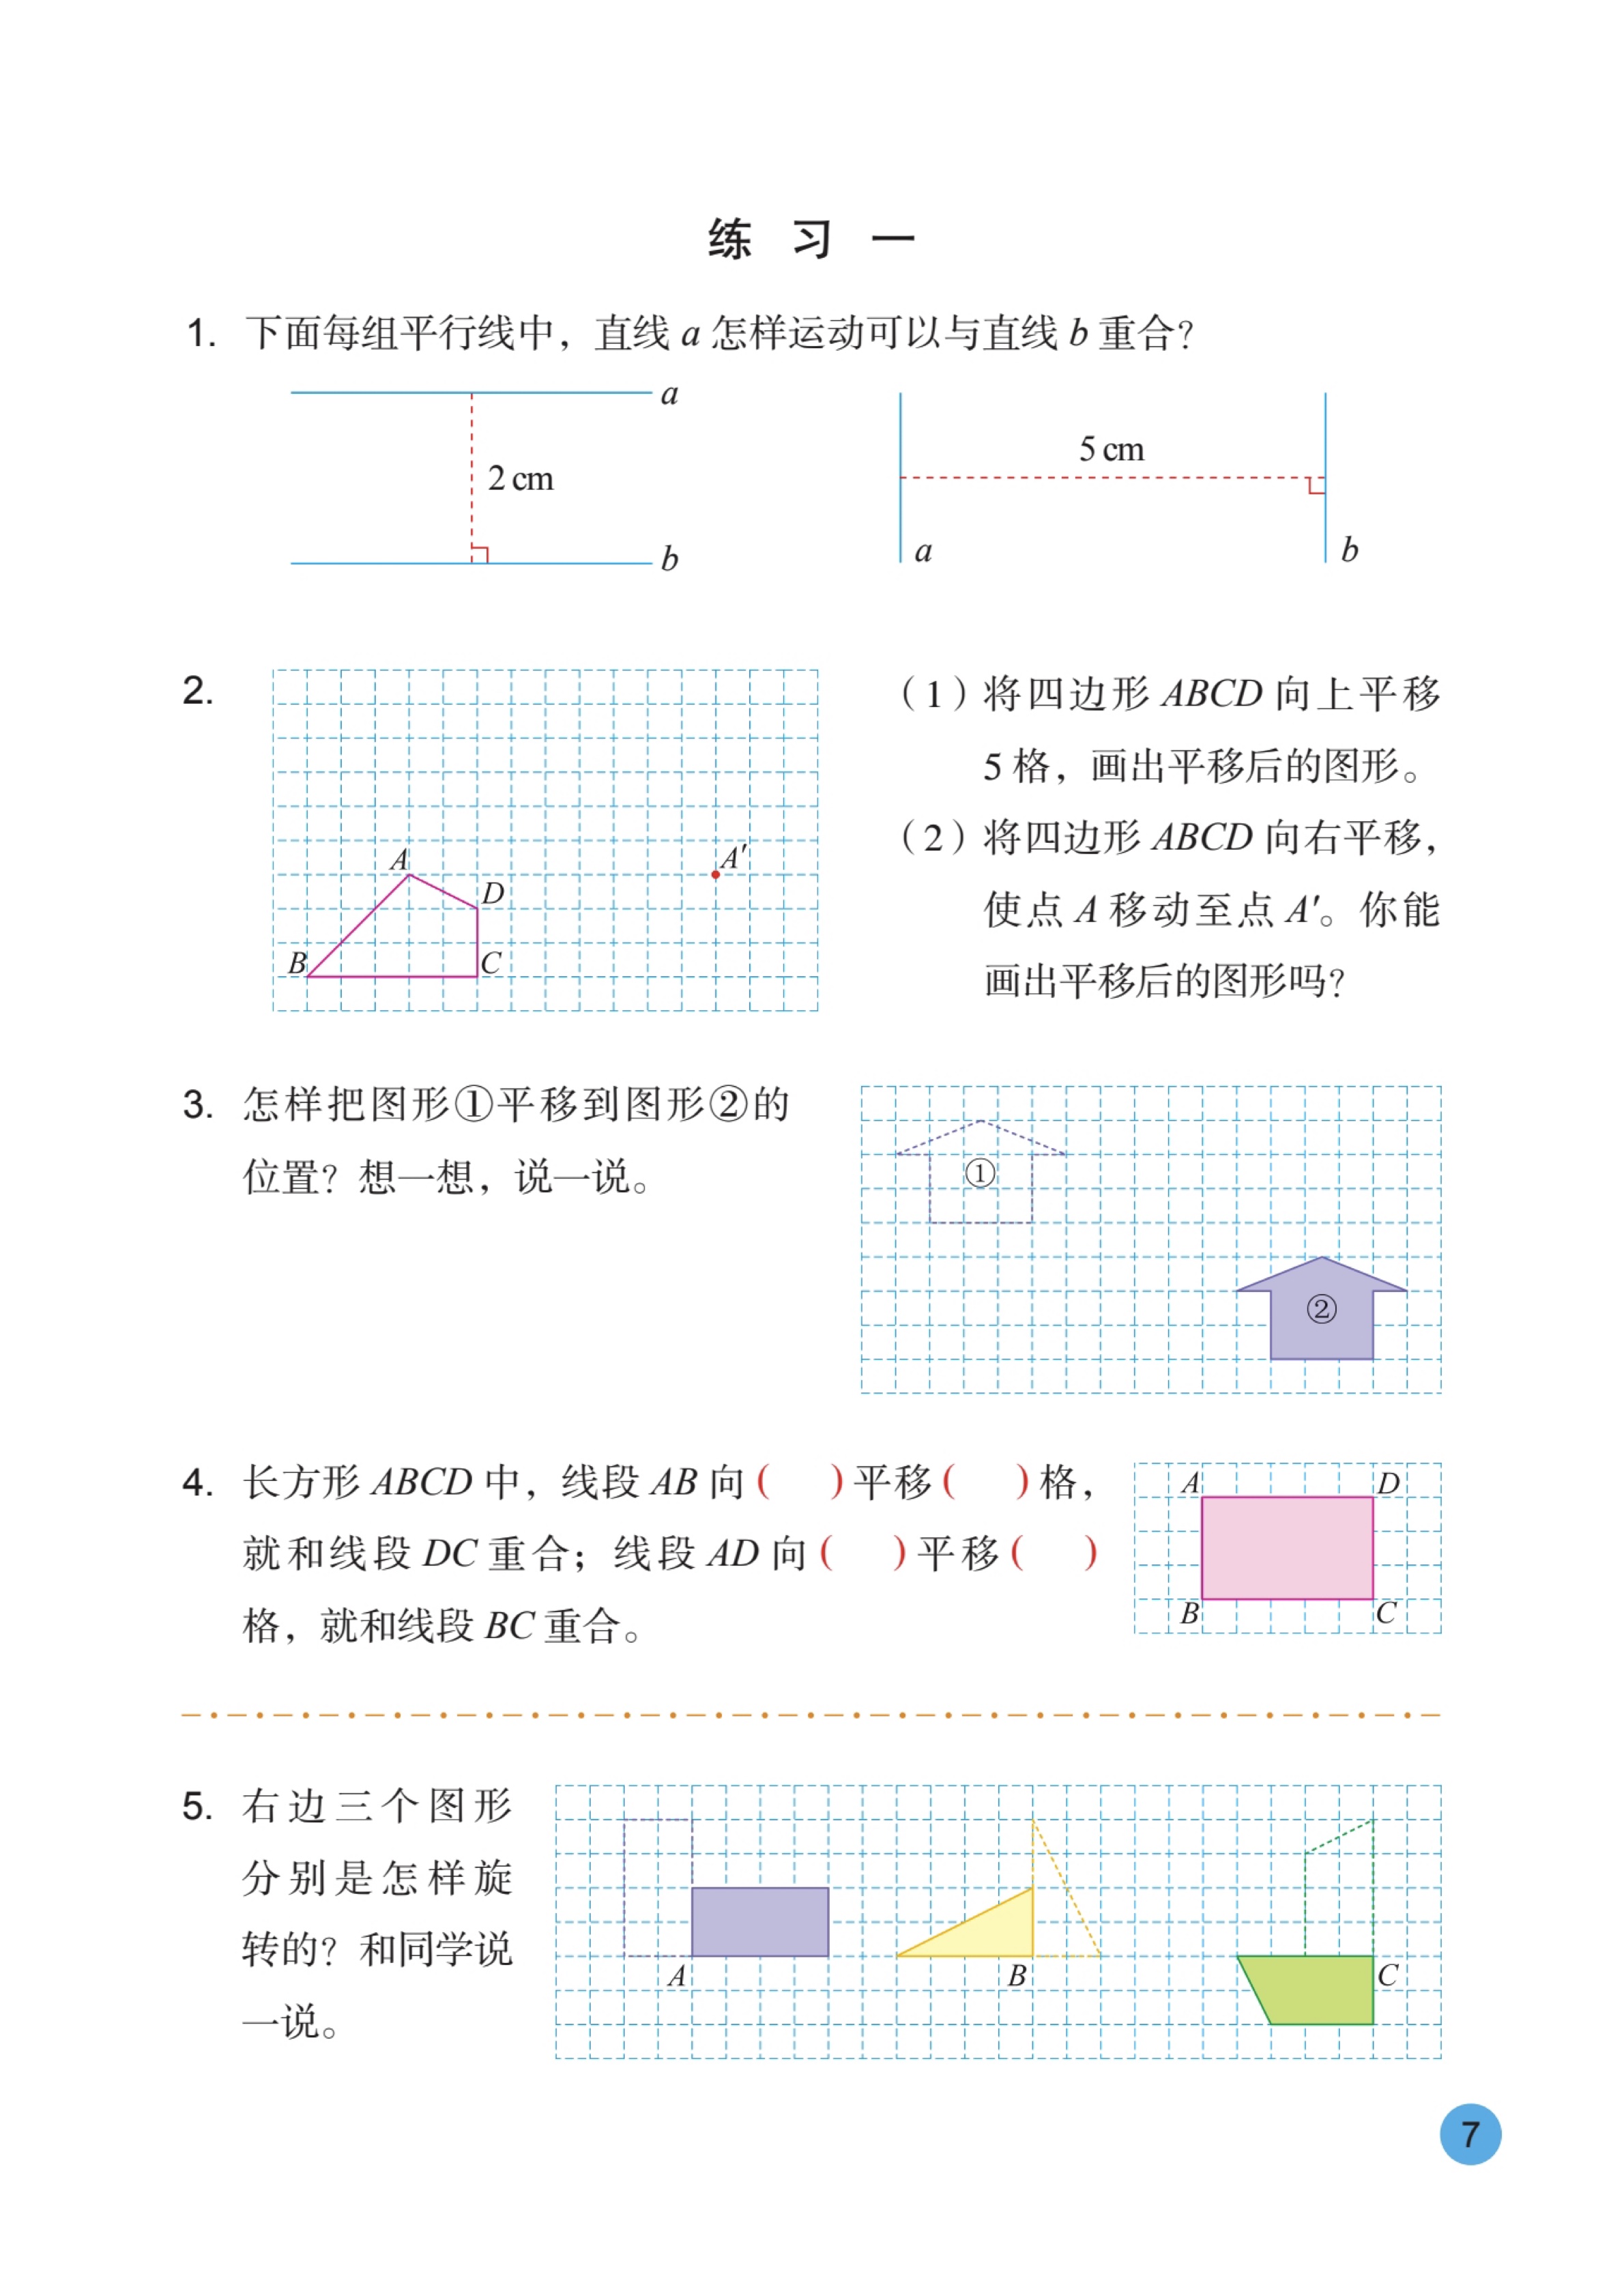 练 习 一
1. 下面每组平行线中，直线 a 怎样运动可以与直线 b 重合？
a
2 cm
b
5 cm
a
b
2.
A
D
B
C
A′
（1）将四边形 ABCD 向上平移
5 格，画出平移后的图形。
（2）将四边形 ABCD 向右平移，
使点 A 移动至点 A′。你能
画出平移后的图形吗？
3. 怎样把图形①平移到图形②的
位置？想一想，说一说。
①
②
4. 长方形 ABCD 中，线段 AB 向（ ）平移（ ）格，
就和线段 DC 重合；线段 AD 向（ ）平移（ ）
格，就和线段 BC 重合。
A
D
B
C
5. 右边三个图形
分别是怎样旋
转的？和同学说
一说。
A
B
C
7